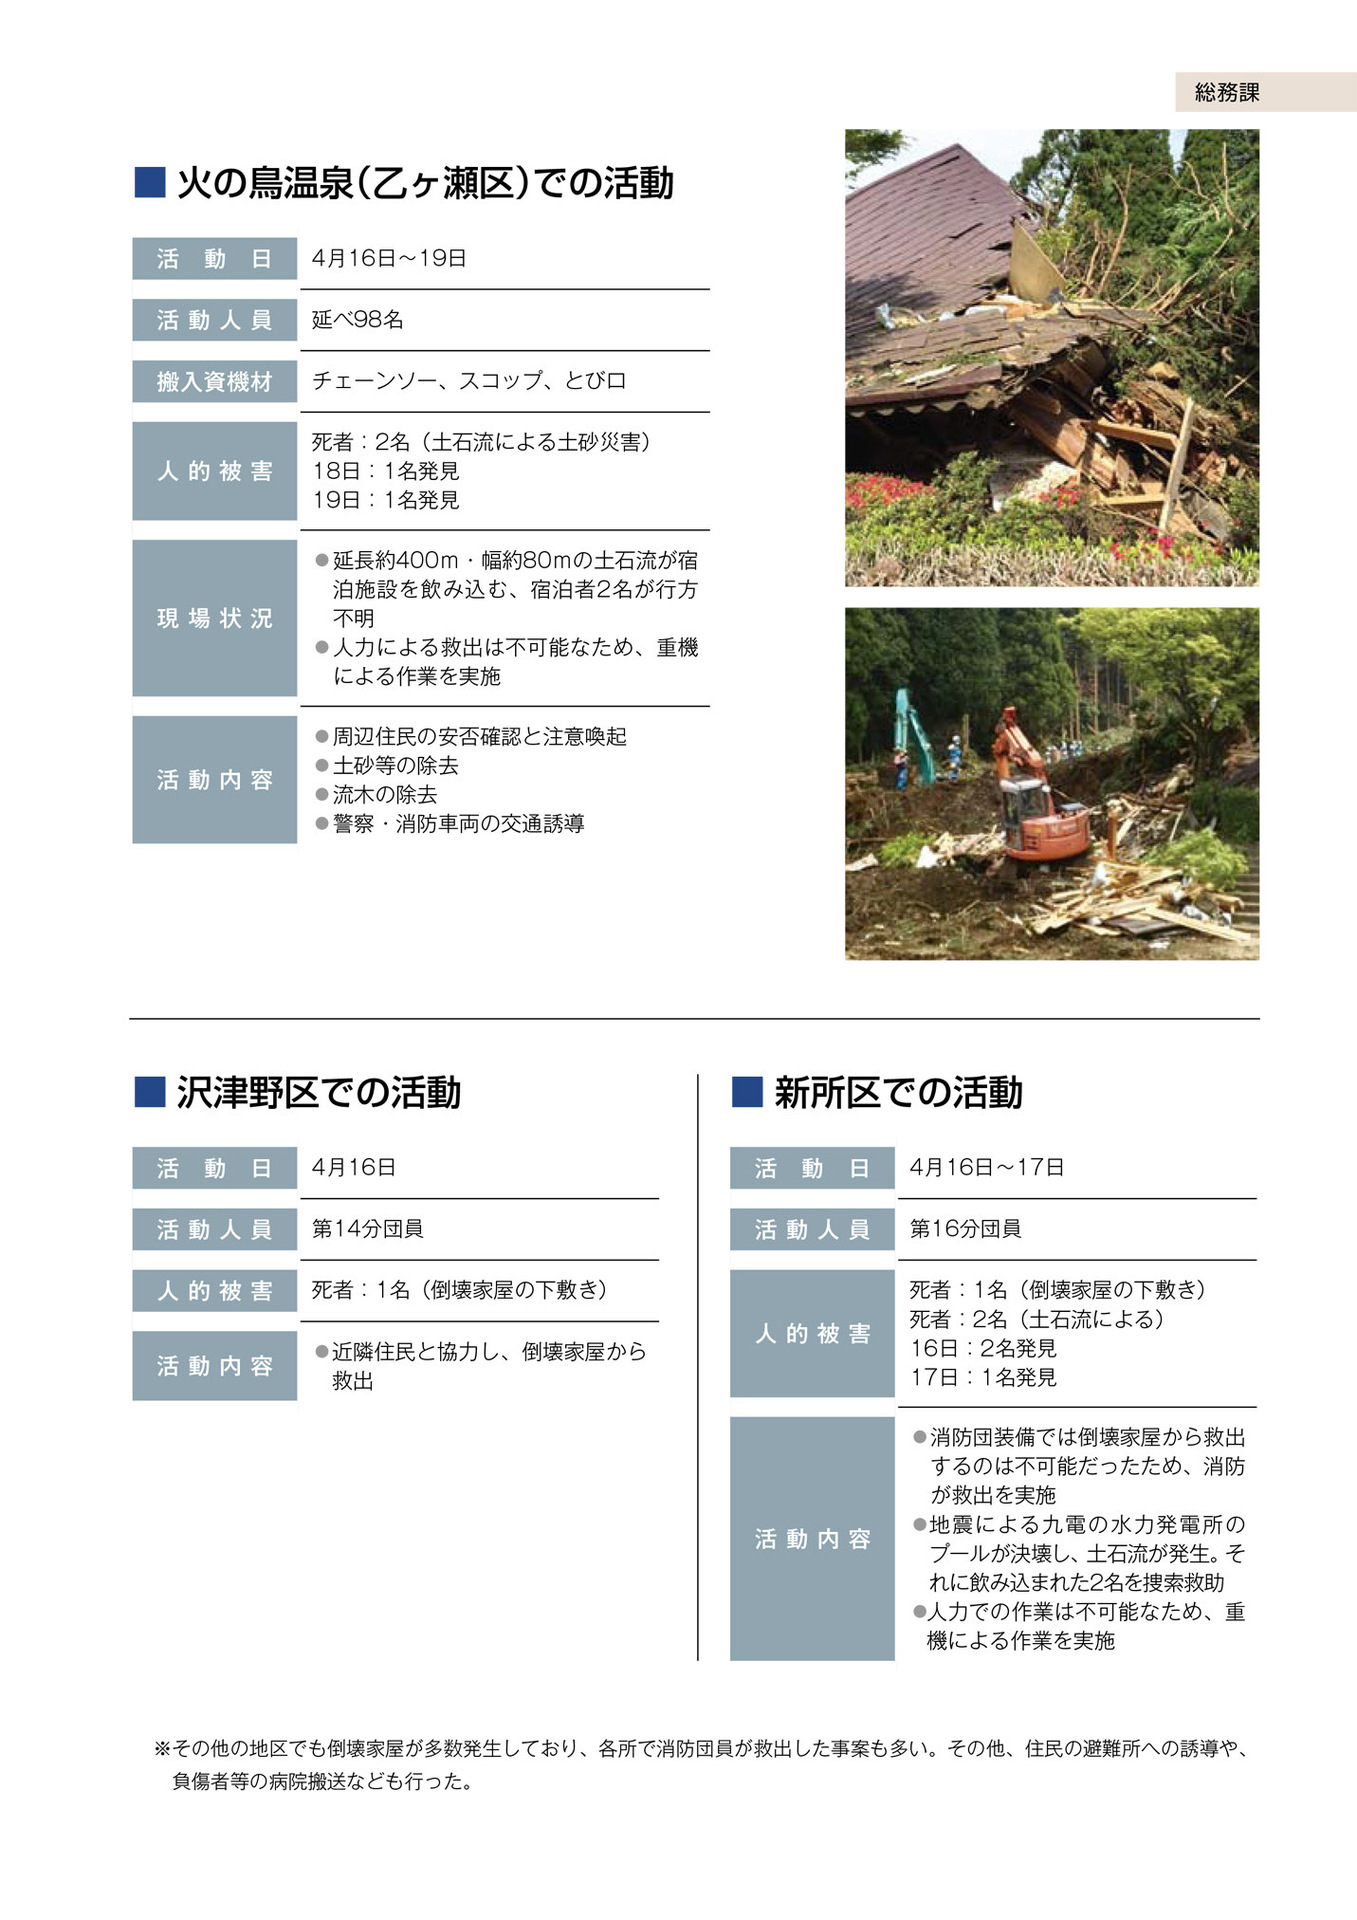 総務課
■ 火の鳥温泉（乙ヶ瀬区）での活動
活動日 4月16日～19日
活動人員 延べ98名
搬入資機材 チェーンソー、スコップ、とび口
人的被害 死者：2名（土石流による土砂災害）
18日：1名発見
19日：1名発見
現場状況
●延長約400m・幅約80mの土石流が宿
泊施設を飲み込む、宿泊者2名が行方
不明
●人力による救出は不可能なため、重機
による作業を実施
活動内容
●周辺住民の安否確認と注意喚起
●土砂等の除去
●流木の除去
●警察・消防車両の交通誘導
■ 沢津野区での活動
活動日 4月16日
活動人員 第14分団員
人的被害 死者：1名（倒壊家屋の下敷き）
活動内容
●近隣住民と協力し、倒壊家屋から
救出
■ 新所区での活動
活動日 4月16日～17日
活動人員 第16分団員
人的被害
死者：1名（倒壊家屋の下敷き）
死者：2名（土石流による）
16日：2名発見
17日：1名発見
活動内容
●消防団装備では倒壊家屋から救出
するのは不可能だったため、消防
が救出を実施
●地震による九電の水力発電所の
プールが決壊し、土石流が発生。そ
れに飲み込まれた2名を捜索救助
●人力での作業は不可能なため、重
機による作業を実施
※その他の地区でも倒壊家屋が多数発生しており、各所で消防団員が救出した事案も多い。その他、住民の避難所への誘導や、
負傷者等の病院搬送なども行った。